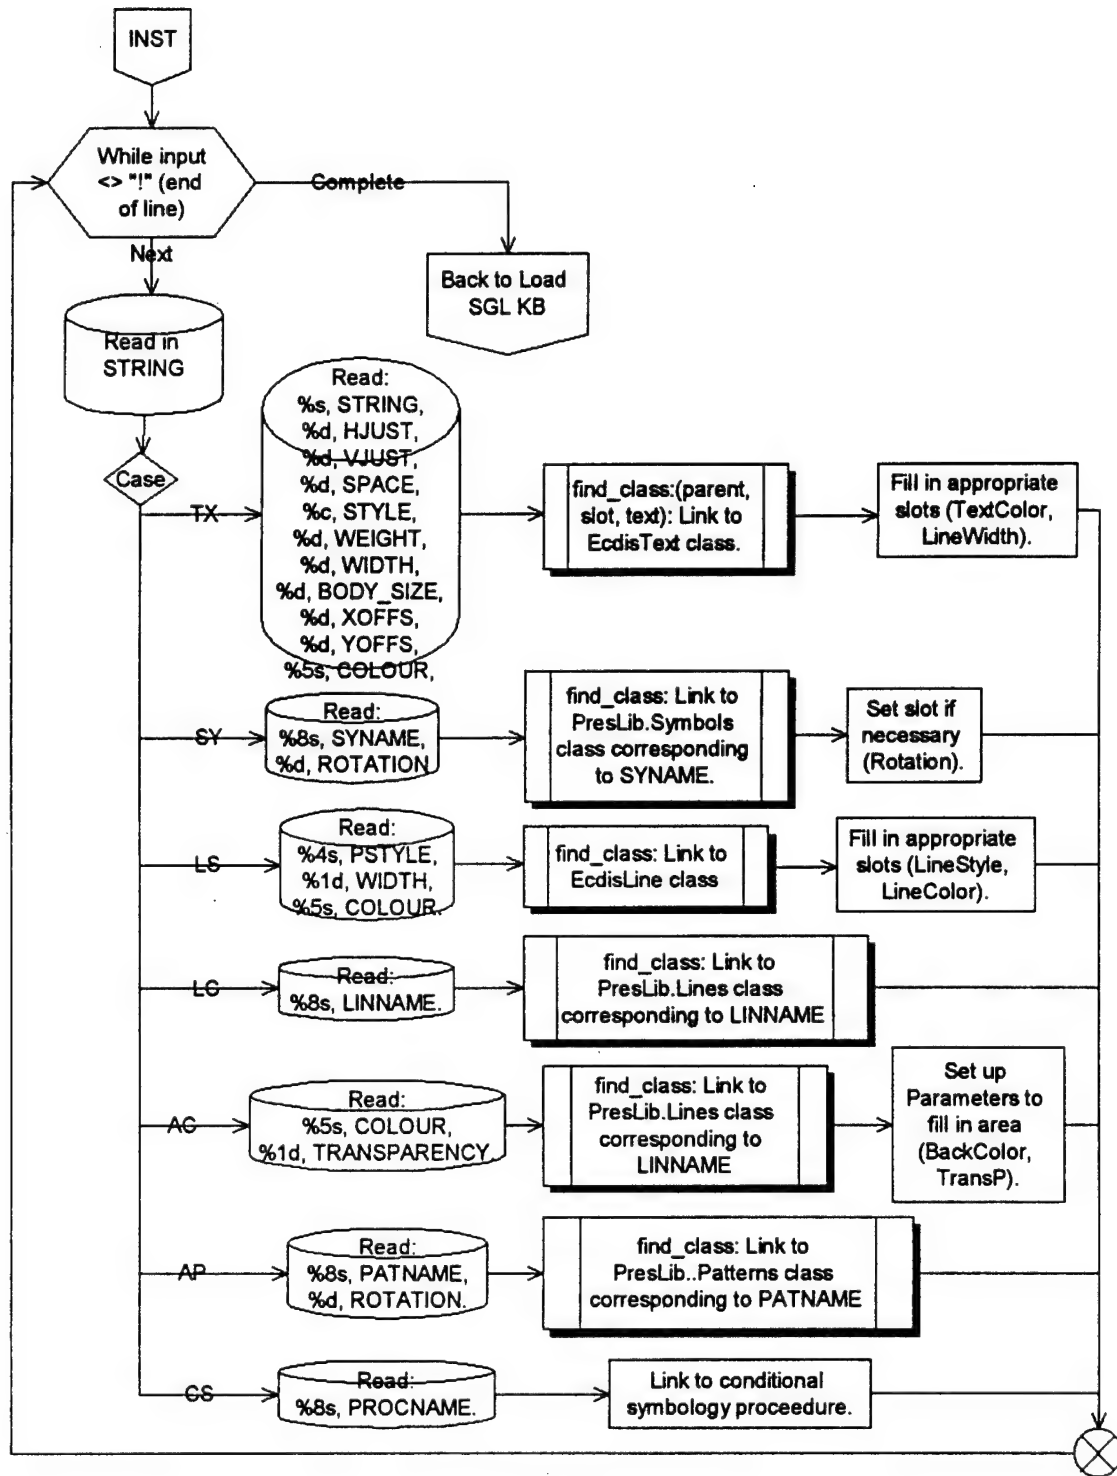 INST
While input
<> "!" (end
of line)
Complete
Next
Back to Load
SGL KB
Read in
STRING
Case
TX
Read:
%s, STRING,
%d, HJUST,
%d, VJUST,
%d, SPACE,
%c, STYLE,
%d, WEIGHT,
%d, WIDTH,
%d, BODY_SIZE,
%d, XOFFS,
%d, YOFFS,
%5s, COLOUR,
find_class:(parent,
slot, text): Link to
EcdisText class.
Fill in appropriate
slots (TextColor,
LineWidth).
SY
Read:
%8s, SYNAME,
%d, ROTATION
find_class: Link to
PresLib.Symbols
class corresponding
to SYNAME.
Set slot if
necessary
(Rotation).
LS
Read:
%4s, PSTYLE,
%1d, WIDTH,
%5s, COLOUR.
find_class: Link to
EcdisLine class
Fill in appropriate
slots (LineStyle,
LineColor).
LC
Read:
%8s, LINNAME.
find_class: Link to
PresLib.Lines class
corresponding to LINNAME
AC
Read:
%5s, COLOUR,
%1d, TRANSPARENCY.
find_class: Link to
PresLib.Lines class
corresponding to
LINNAME
Set up
Parameters to
fill in area
(BackColor,
TransP).
AP
Read:
%8s, PATNAME,
%d, ROTATION.
find_class: Link to
PresLib..Patterns class
corresponding to PATNAME
CS
Read:
%8s, PROCNAME.
Link to conditional
symbology proceedure.